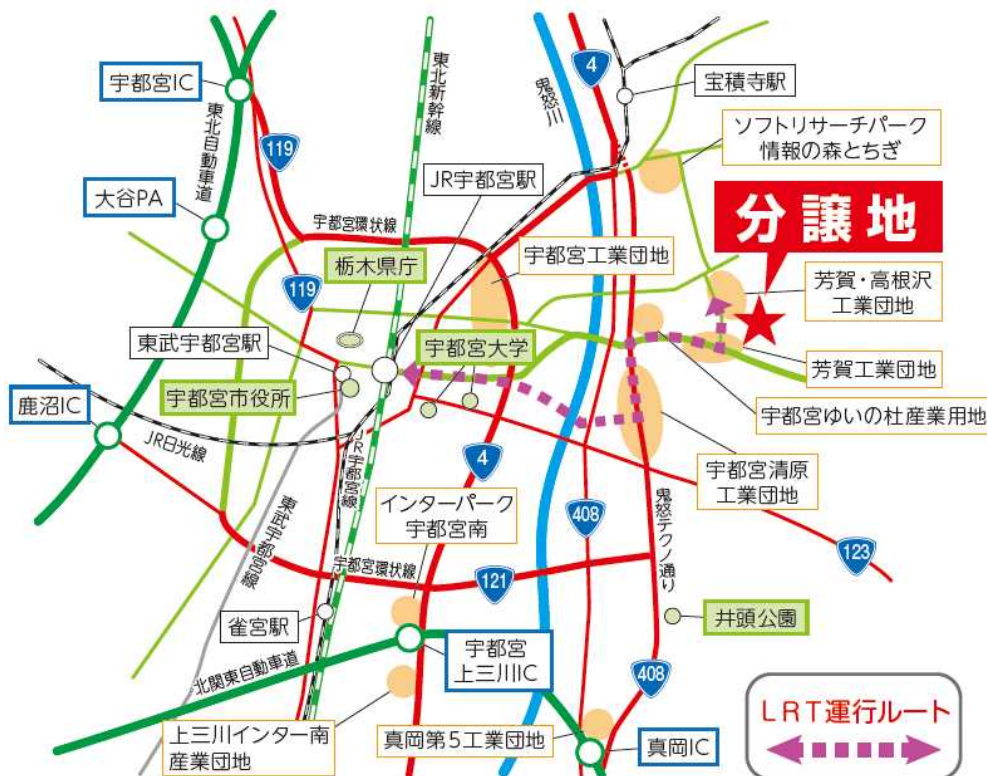 宇都宮IC
東北自動車道
大谷PA
119
東北新幹線
鬼怒川
4
宝積寺駅
ソフトリサーチパーク
情報の森とちぎ
JR宇都宮駅
分譲地
宇都宮環状線
栃木県庁
宇都宮工業団地
芳賀・高根沢
工業団地
119
東武宇都宮駅
宇都宮大学
芳賀工業団地
宇都宮市役所
鹿沼IC
宇都宮ゆいの杜産業用地
JR日光線
JR宇都宮線
4
宇都宮清原
工業団地
インターパーク
宇都宮南
東武宇都宮線
408
鬼怒テクノ通り
123
宇都宮環状線
121
雀宮駅
井頭公園
宇都宮
上三川IC
北関東自動車道
408
LRT運行ルート
上三川インター南
産業団地
真岡第5工業団地
真岡IC